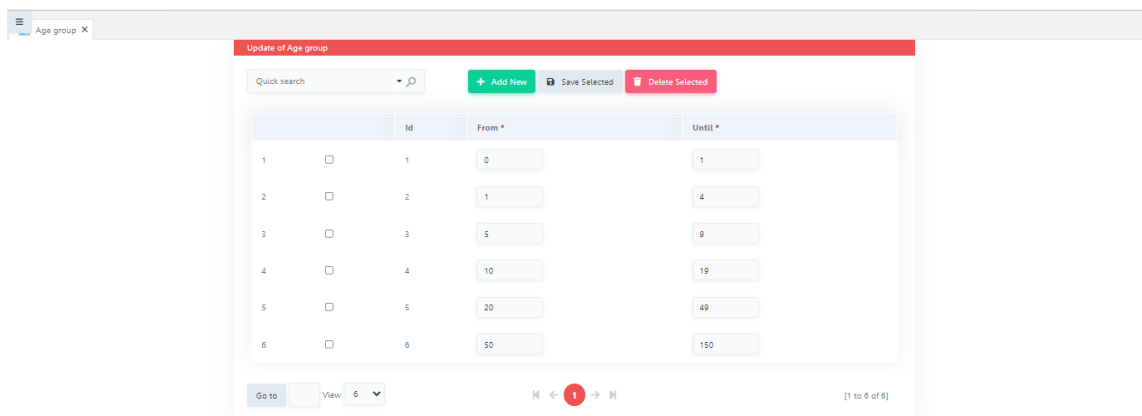 Age group X
Update of Age group
Quick search
+ Add New
Save Selected
Delete Selected
Id From * Until *
1 1 0 1
2 2 1 4
3 3 5 9
4 4 10 19
5 5 20 49
6 6 50 150
Go to View 6 1 [1 to 6 of 6]